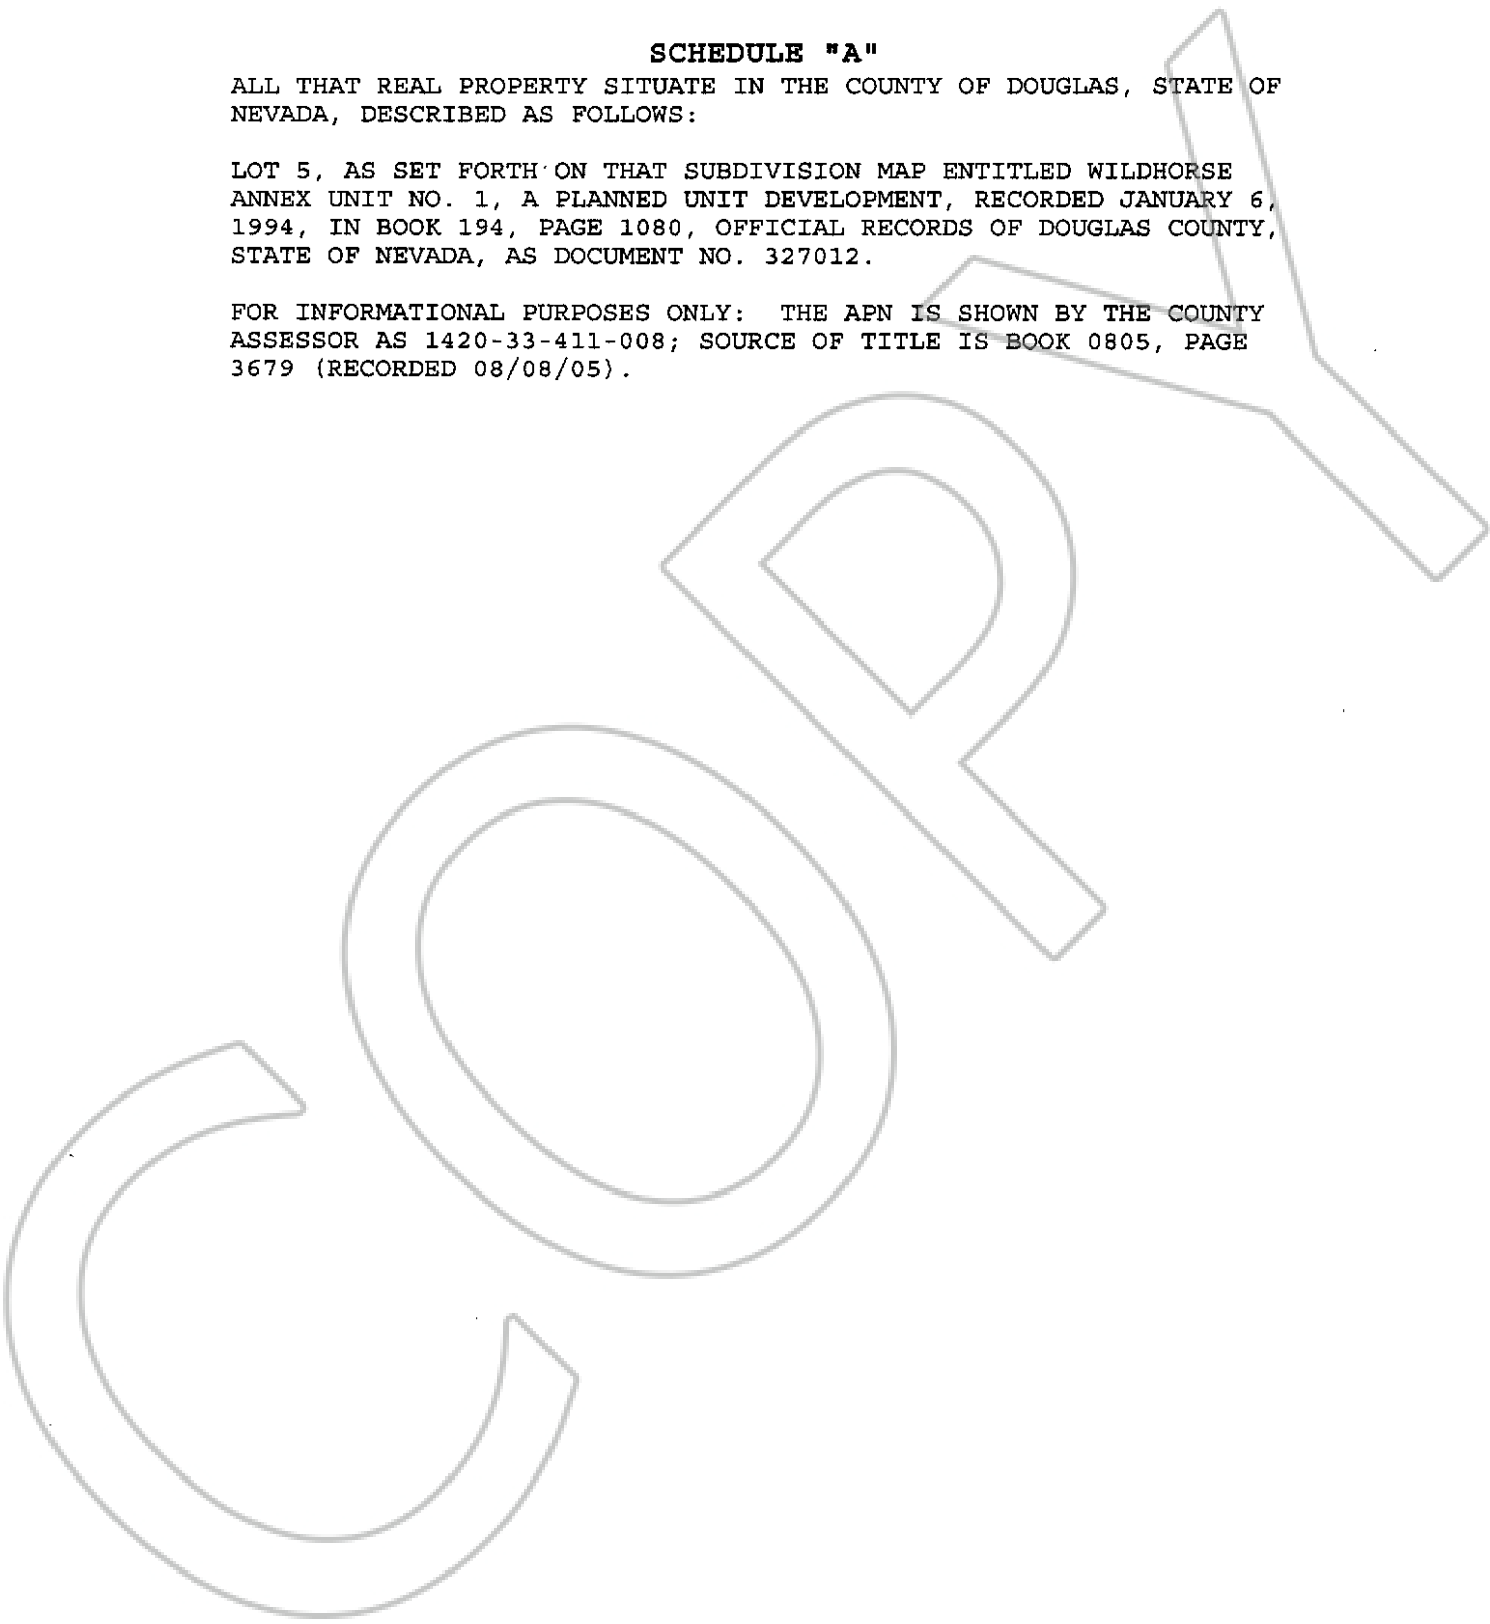 SCHEDULE "A"
ALL THAT REAL PROPERTY SITUATE IN THE COUNTY OF DOUGLAS, STATE OF
NEVADA, DESCRIBED AS FOLLOWS:
LOT 5, AS SET FORTH ON THAT SUBDIVISION MAP ENTITLED WILDHORSE
ANNEX UNIT NO. 1, A PLANNED UNIT DEVELOPMENT, RECORDED JANUARY 6,
1994, IN BOOK 194, PAGE 1080, OFFICIAL RECORDS OF DOUGLAS COUNTY,
STATE OF NEVADA, AS DOCUMENT NO. 327012.
FOR INFORMATIONAL PURPOSES ONLY: THE APN IS SHOWN BY THE COUNTY
ASSESSOR AS 1420-33-411-008; SOURCE OF TITLE IS BOOK 0805, PAGE
3679 (RECORDED 08/08/05).
COPY